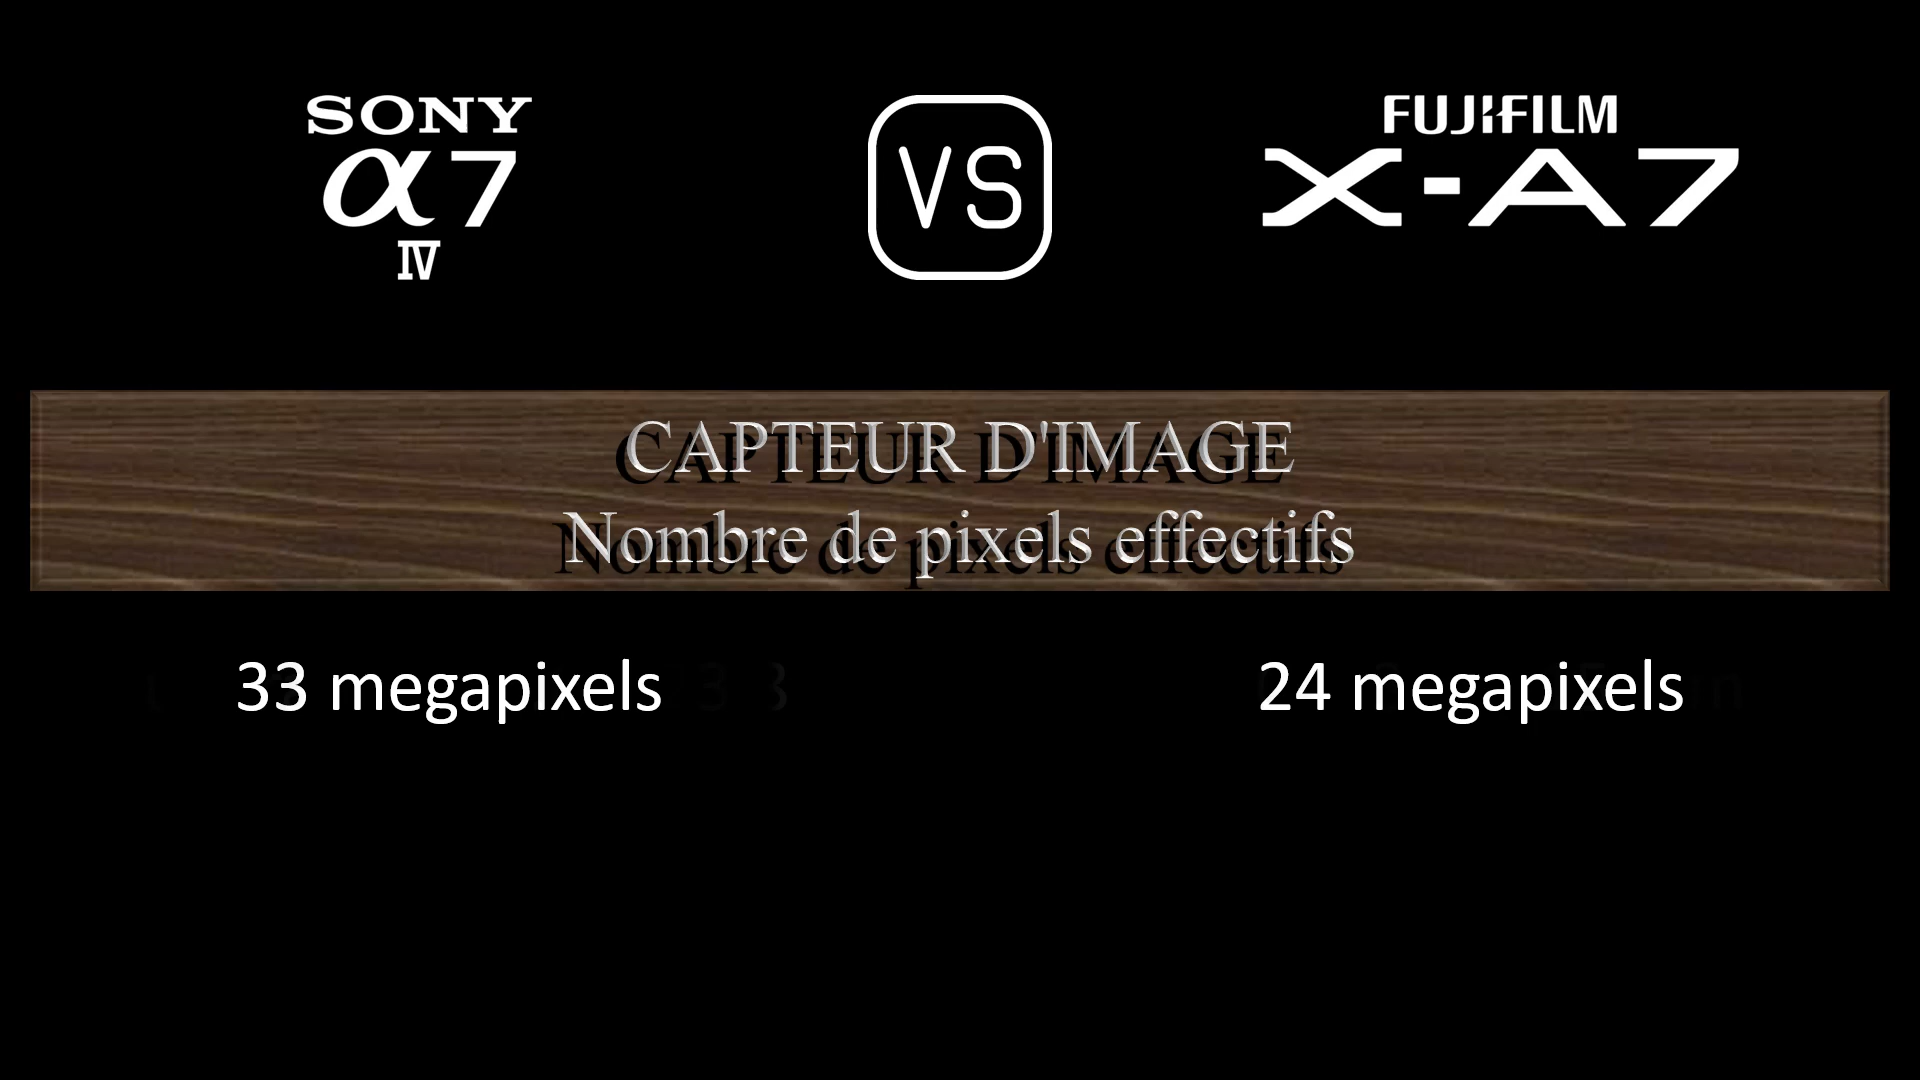 SONY
α7
IV
VS
FUJIFILM
X-A7
CAPTEUR D'IMAGE
Nombre de pixels effectifs
33 megapixels
24 megapixels